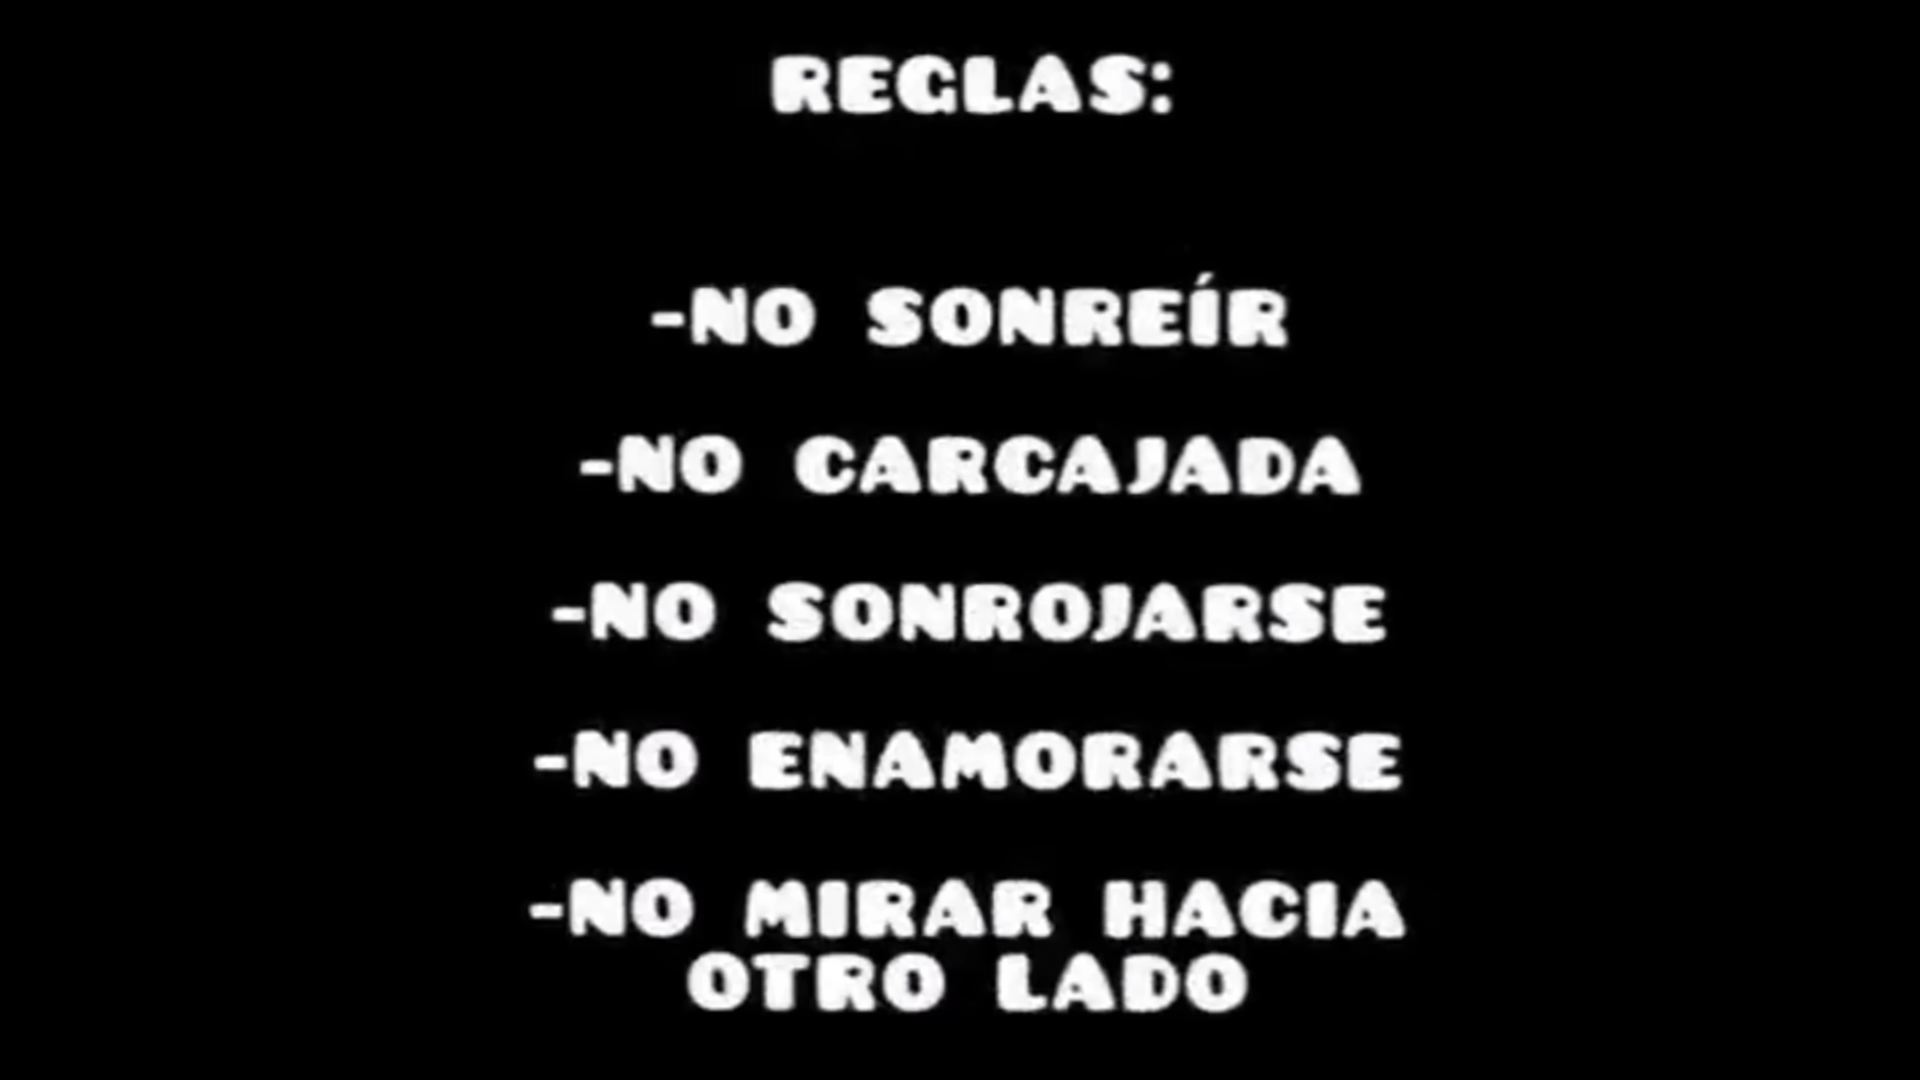 REGLAS:
-NO SONREÍR
-NO CARCAJADA
-NO SONROJARSE
-NO ENAMORARSE
-NO MIRAR HACIA
OTRO LADO